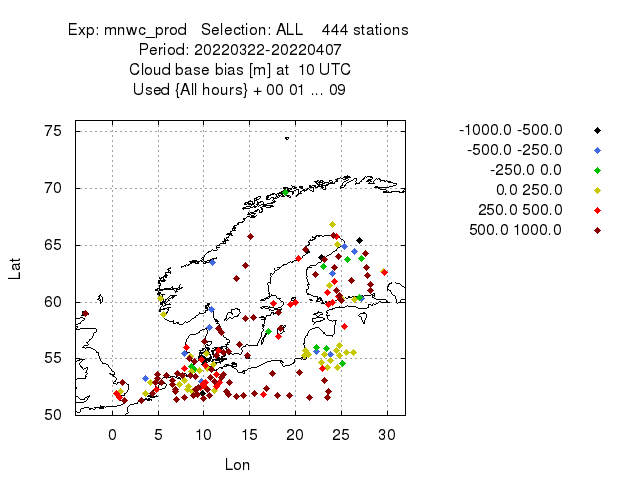 Exp: mnwc_prod   Selection: ALL    444 stations
Period: 20220322-20220407
Cloud base bias [m] at  10 UTC
Used {All hours} + 00 01 ... 09
-1000.0 -500.0
-500.0 -250.0
-250.0 0.0
0.0 250.0
250.0 500.0
500.0 1000.0
75
70
65
60
55
50
Lat
0 5 10 15 20 25 30
Lon